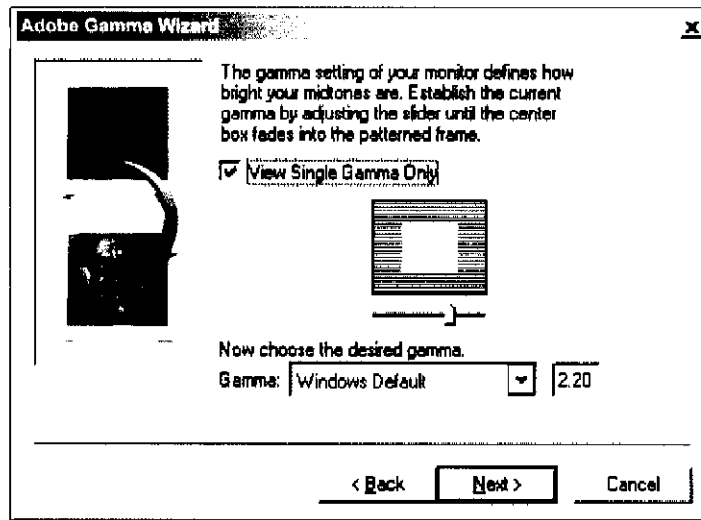 Adobe Gamma Wizard
The gamma setting of your monitor defines how
bright your midtones are. Establish the current
gamma by adjusting the slider until the center
box fades into the patterned frame.
View Single Gamma Only
Now choose the desired gamma.
Gamma: Windows Default 2.20
< Back Next > Cancel